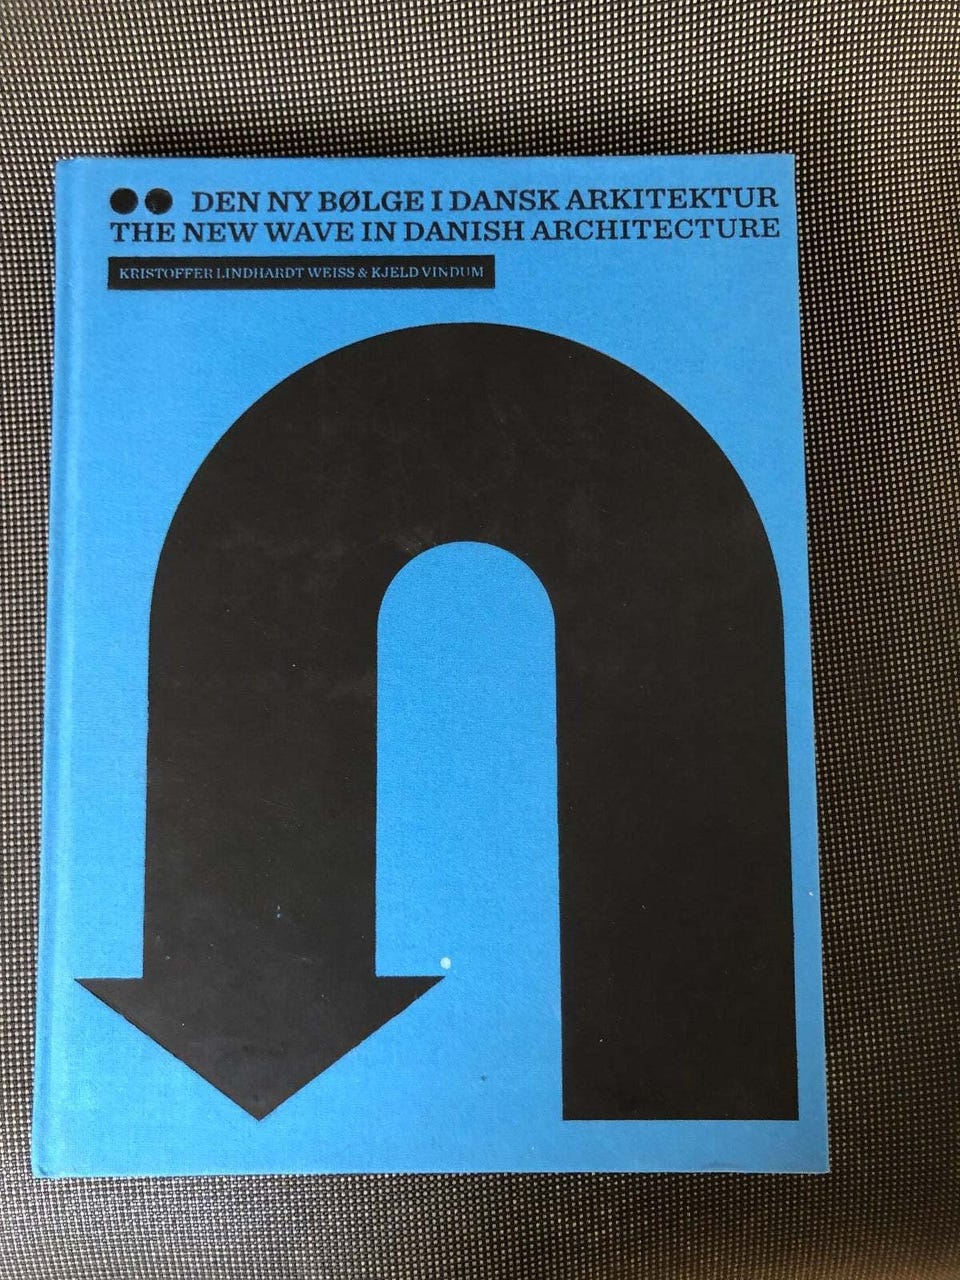 DEN NY BØLGE I DANSK ARKITEKTUR
THE NEW WAVE IN DANISH ARCHITECTURE
KRISTOFFER LINDHARDT WEISS & KJELD VINDUM